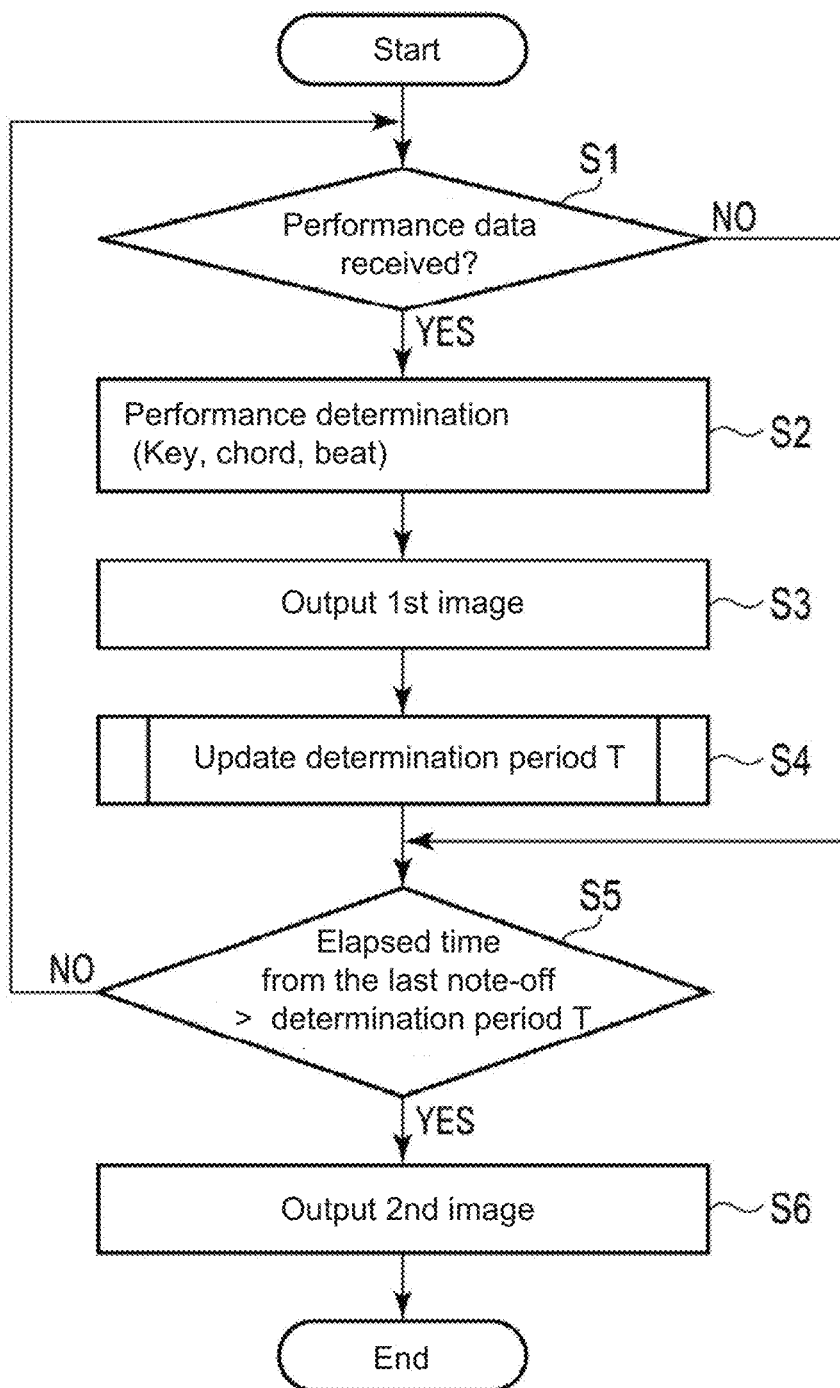 Start
S1
Performance data
received?
NO
YES
Performance determination
(Key, chord, beat)
S2
Output 1st image
S3
Update determination period T
S4
S5
Elapsed time
from the last note-off
> determination period T
NO
YES
Output 2nd image
S6
End